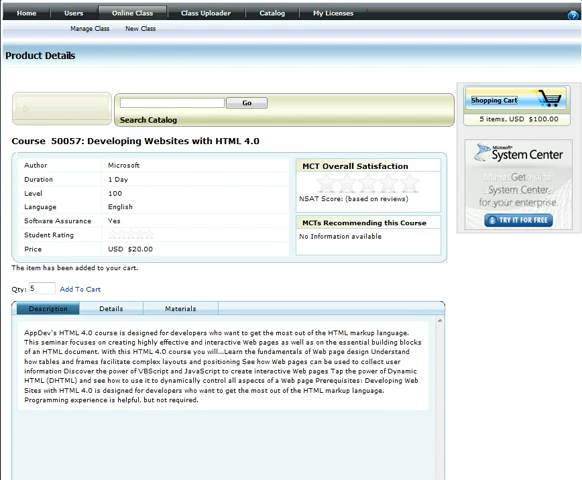 Home Users Online Class Class Uploader Catalog My Licenses
Manage Class New Class
Product Details
Go
Search Catalog
Shopping Cart
5 items. USD $100.00
Course 50057: Developing Websites with HTML 4.0
Author Microsoft
Duration 1 Day
Level 100
Language English
Software Assurance Yes
Student Rating
Price USD $20.00
MCT Overall Satisfaction
NSAT Score: (based on reviews)
MCTs Recommending this Course
No Information available
Microsoft
System Center
Get
System Center
for your enterprise.
TRY IT FOR FREE
The item has been added to your cart.
Qty: 5 Add To Cart
Description Details Materials
AppDev's HTML 4.0 course is designed for developers who want to get the most out of the HTML markup language.
This seminar focuses on creating highly effective and interactive Web pages as well as on the essential building blocks
of an HTML document. With this HTML 4.0 course you will...Learn the fundamentals of Web page design Understand
how tables and frames facilitate complex layouts and positioning See how Web pages can be used to collect user
information Discover the power of VBScript and JavaScript to create interactive Web pages Tap the power of Dynamic
HTML (DHTML) and see how to use it to dynamically control all aspects of a Web page Prerequisites: Developing Web
Sites with HTML 4.0 is designed for developers who want to get the most out of the HTML markup language.
Programming experience is helpful, but not required.